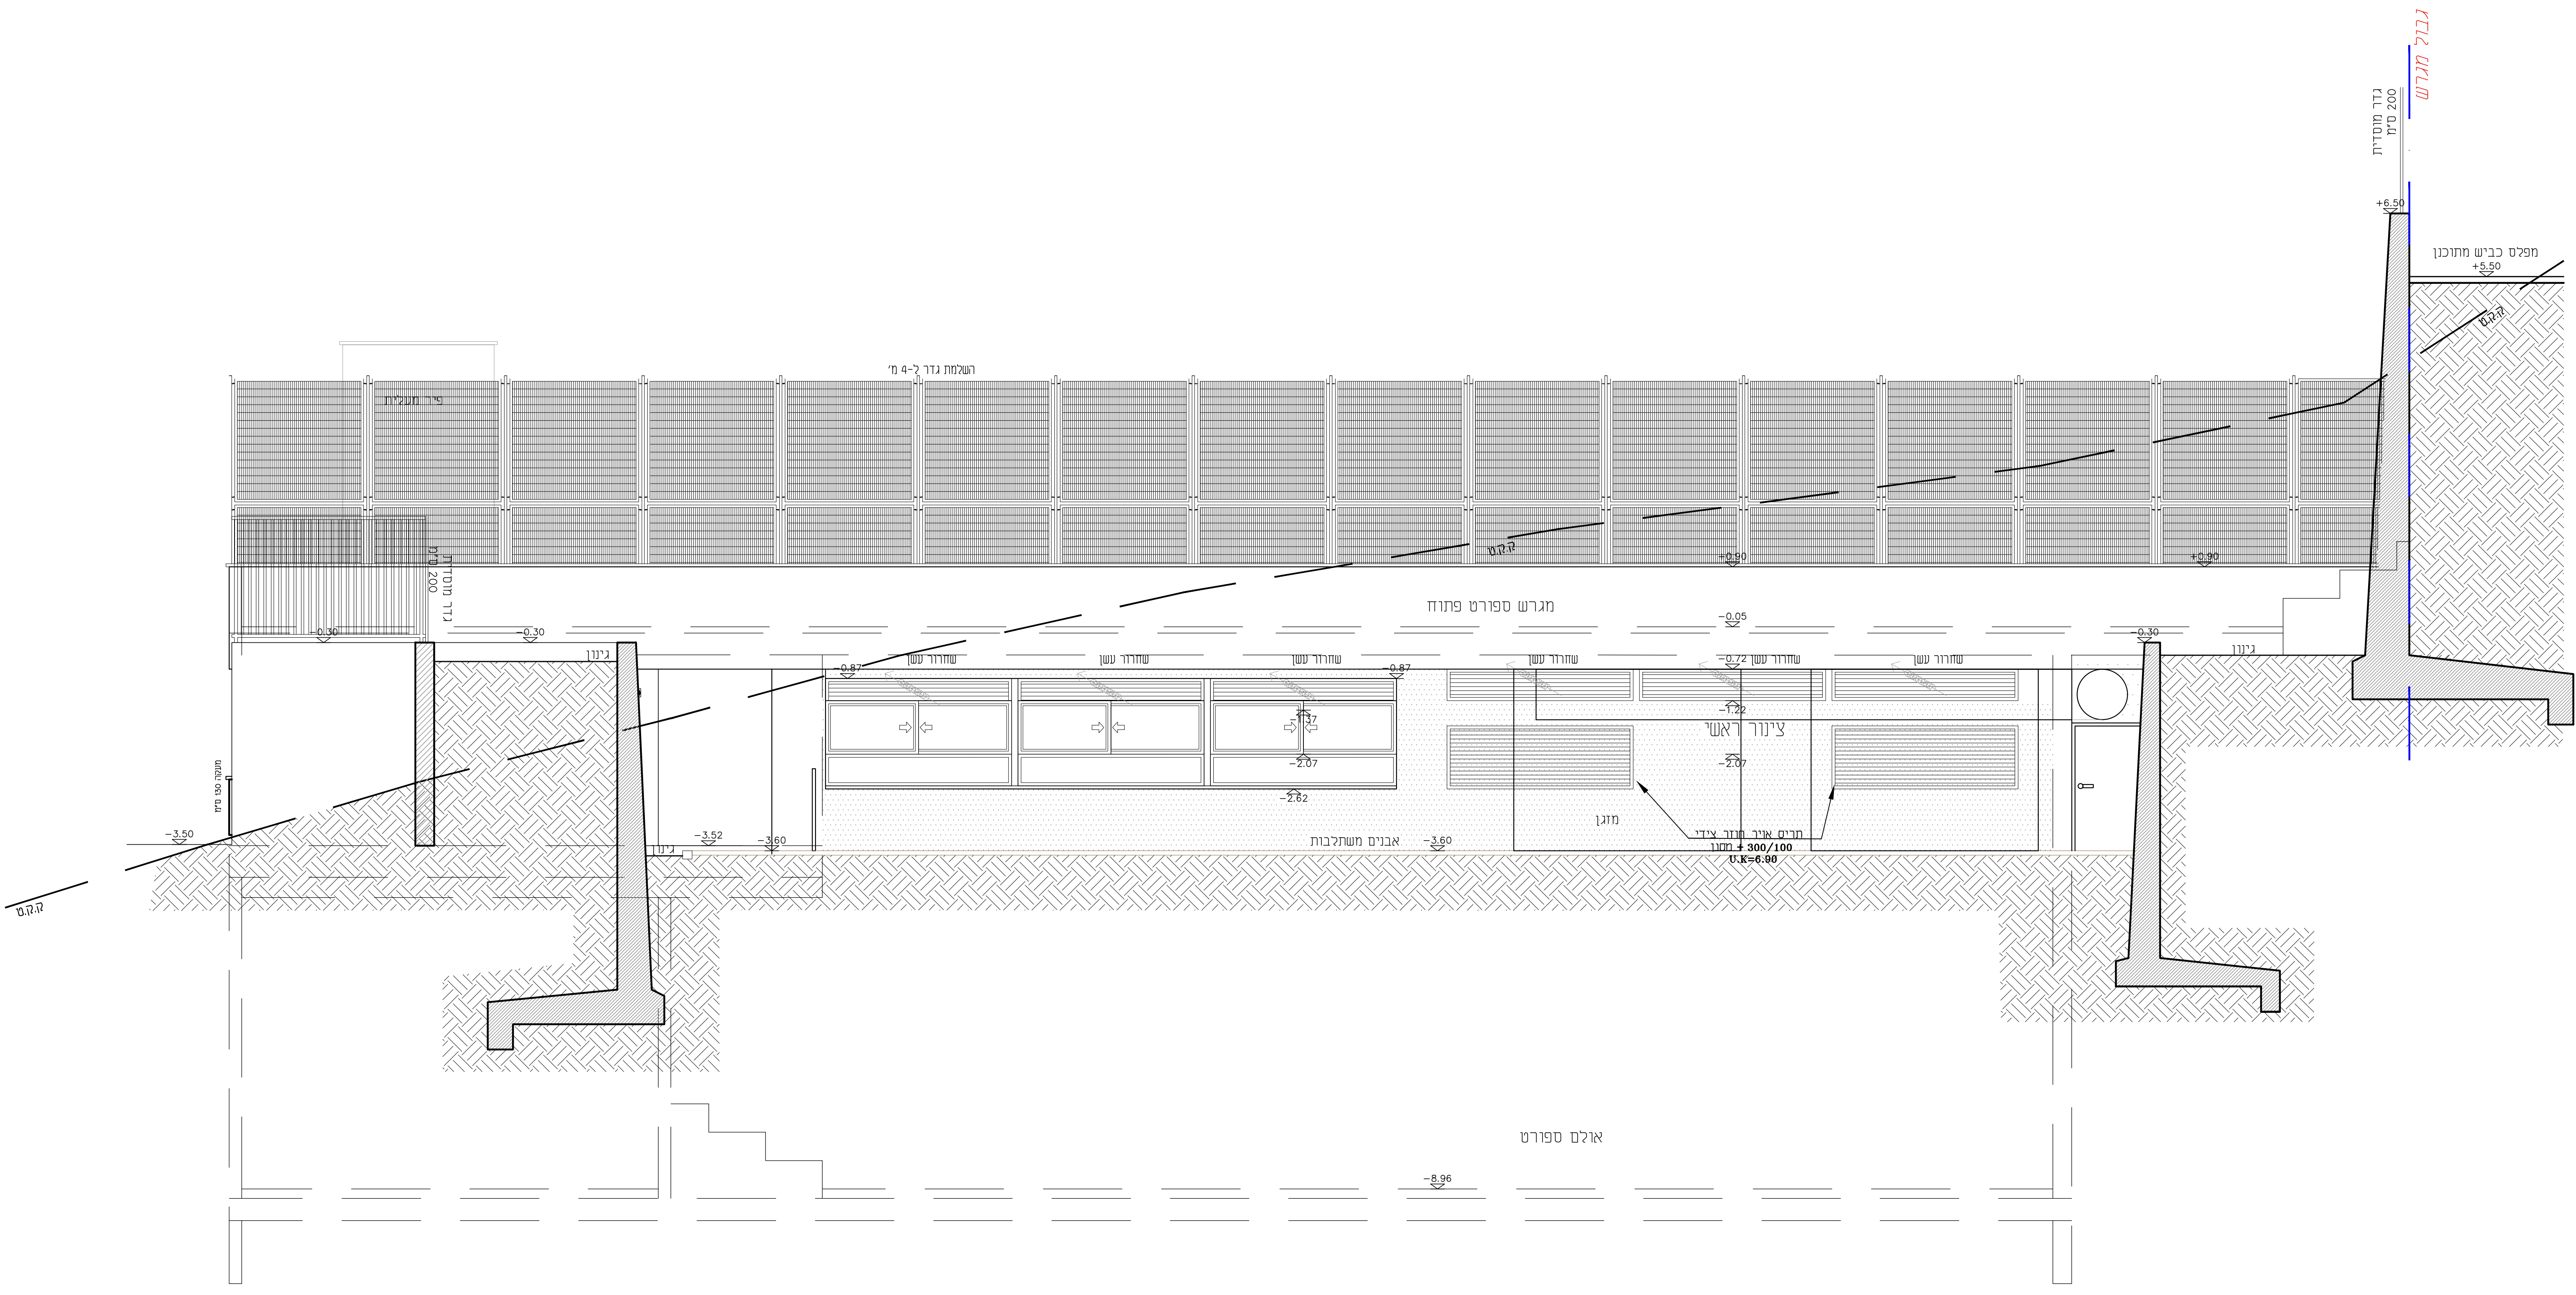 גבול מגרש
גדר מוסדית
200 ס"מ
+6.50
מפלס כביש מתוכנן
+5.50
ק.ק.ט
השלמת גדר ל-4 מ'
פיר מעלית
גדר מוסדית
200 ס"מ
ק.ק.ט
+0.90
+0.90
מגרש ספורט פתוח
-0.05
-0.30
-0.30
-0.30
גינון
גינון
שחרור עשן
שחרור עשן
שחרור עשן
שחרור עשן
שחרור עשן
שחרור עשן
-0.87
-0.87
-0.72
-1.22
-1.37
צינור ראשי
-2.07
-2.07
-2.62
מעקה 130 ס"מ
מזגן
-3.50
-3.52
-3.60
אבנים משתלבות
-3.60
גינון
תריס אויר חוזר צידי
300/100 + מסנן
U.K=6.90
ק.ק.ט
אולם ספורט
-8.96